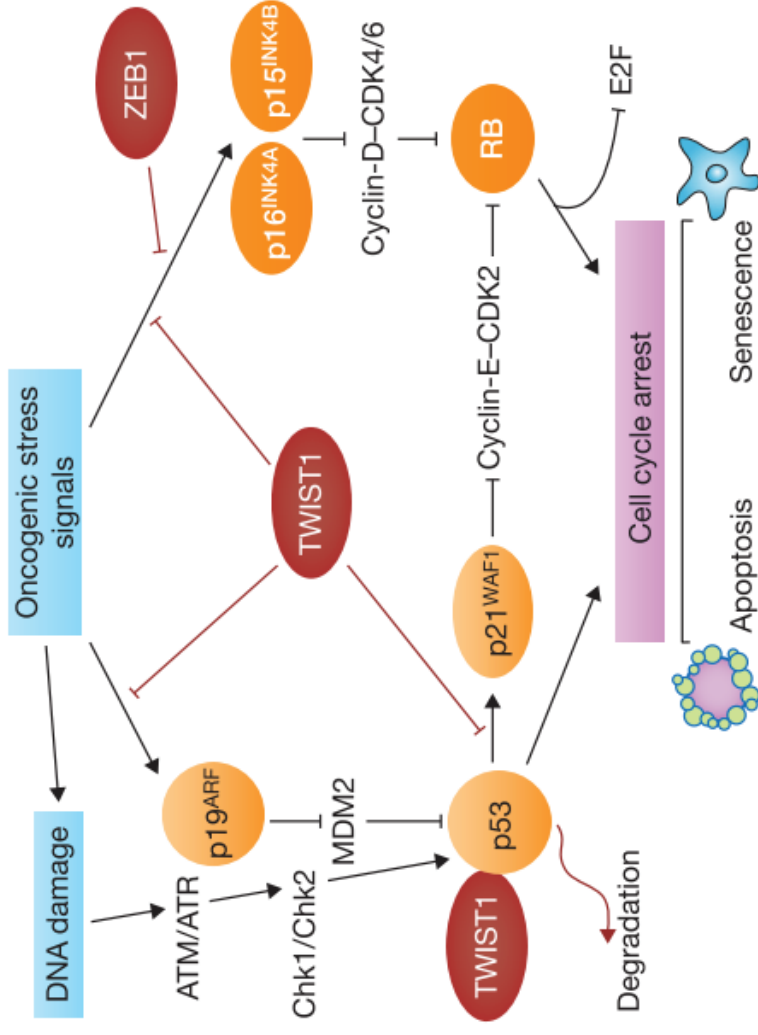 Oncogenic stress
signals
DNA damage
ZEB1
p19ARF
ATM/ATR
TWIST1
p16INK4A
p15INK4B
Chk1/Chk2
MDM2
Cyclin-D–CDK4/6
TWIST1
p53
p21WAF1
Cyclin-E–CDK2
RB
Degradation
E2F
Cell cycle arrest
Apoptosis
Senescence